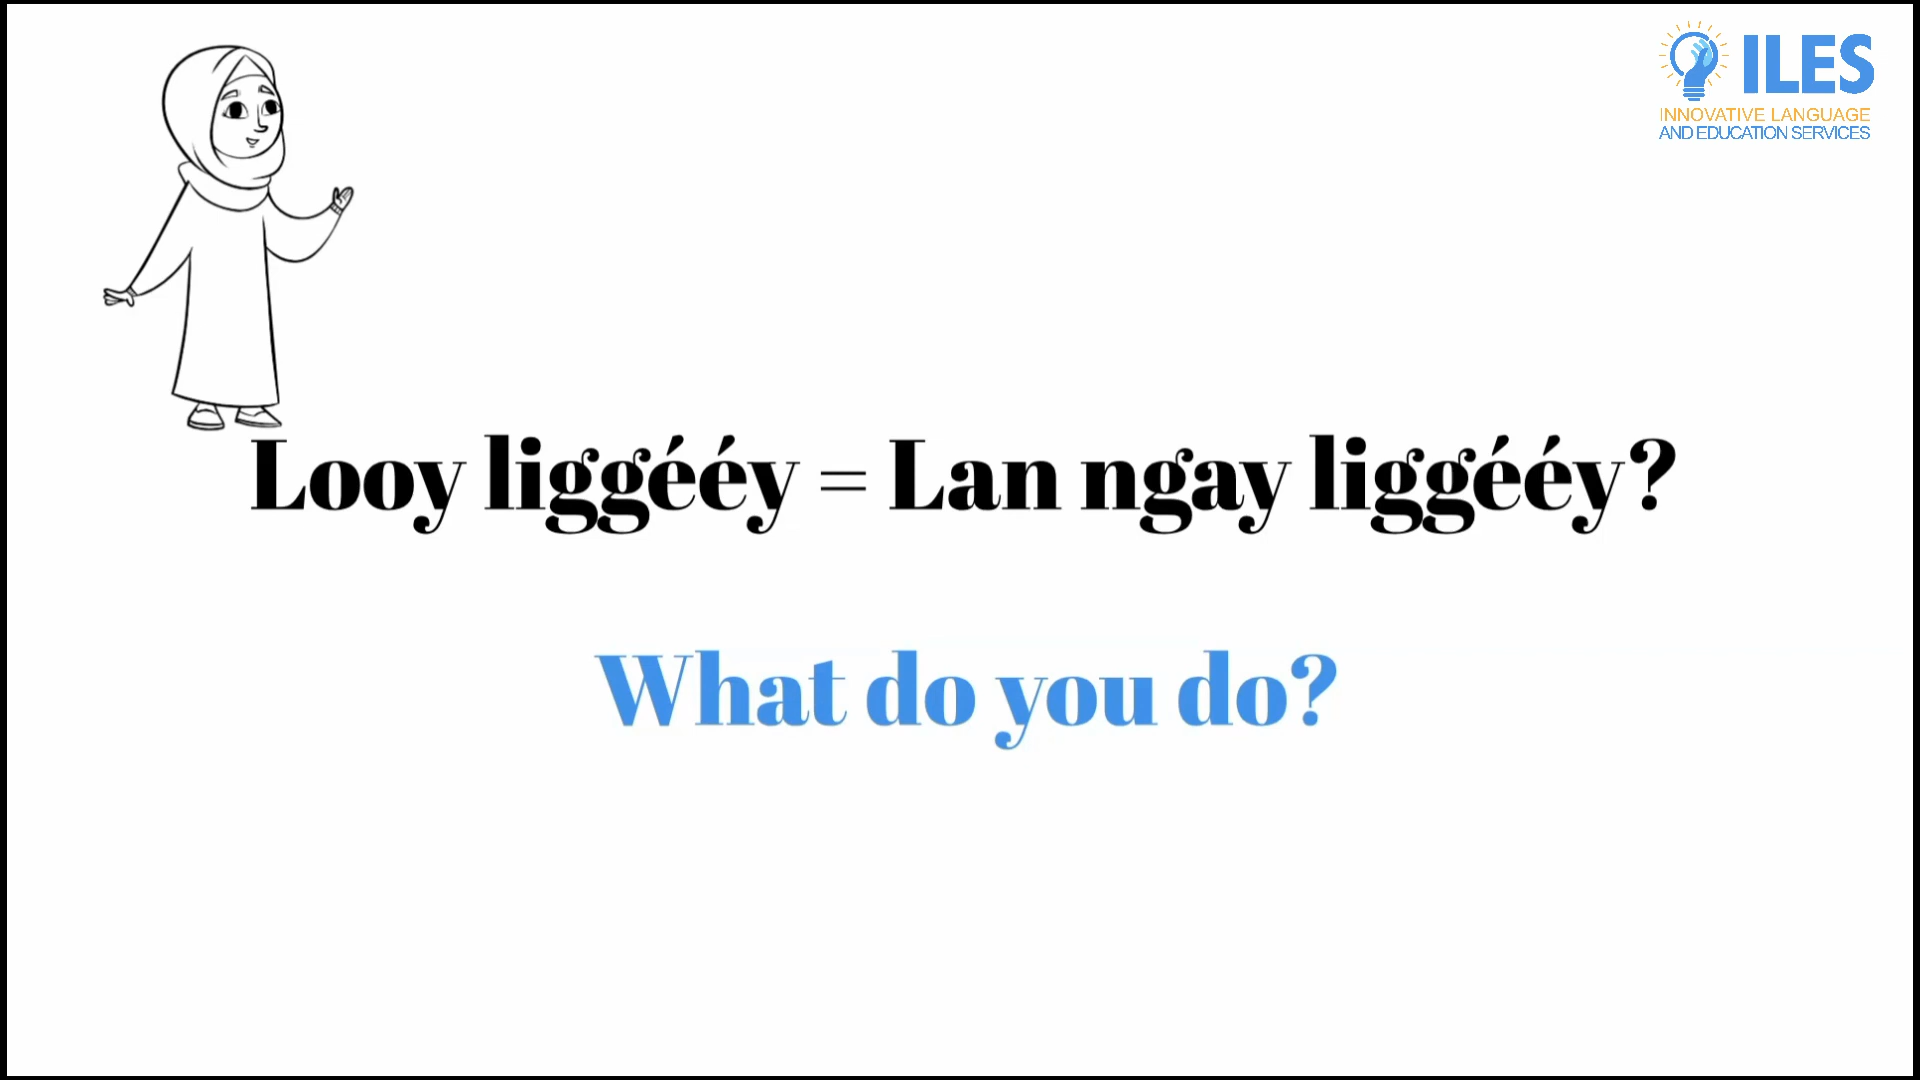 ILES
INNOVATIVE LANGUAGE
AND EDUCATION SERVICES
Looy liggééy = Lan ngay liggééy?
What do you do?